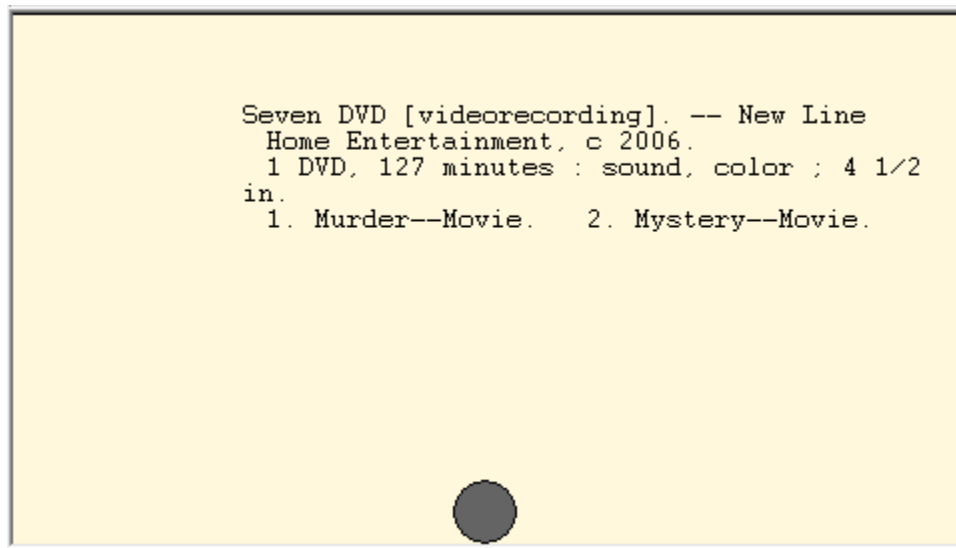 Seven DVD [videorecording]. -- New Line
Home Entertainment, c 2006.
1 DVD, 127 minutes : sound, color ; 4 1/2
in.
1. Murder--Movie. 2. Mystery--Movie.